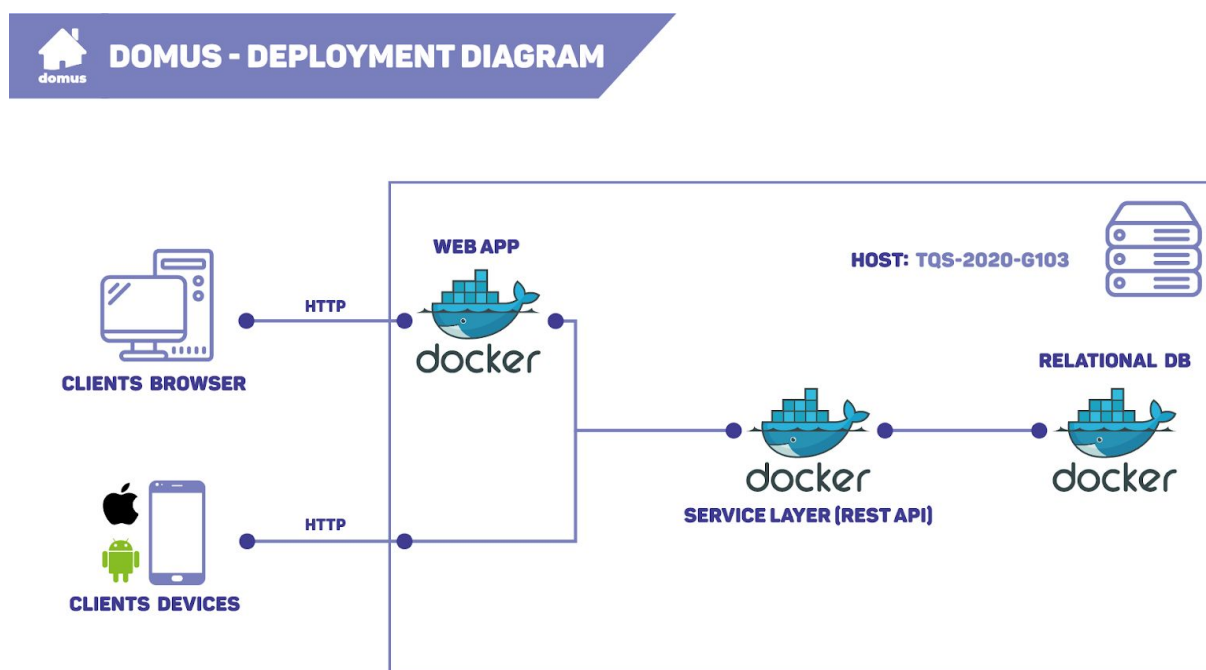 domus
DOMUS - DEPLOYMENT DIAGRAM
WEB APP
HOST: TQS-2020-G103
HTTP
docker
CLIENTS BROWSER
RELATIONAL DB
docker
docker
SERVICE LAYER (REST API)
HTTP
CLIENTS DEVICES